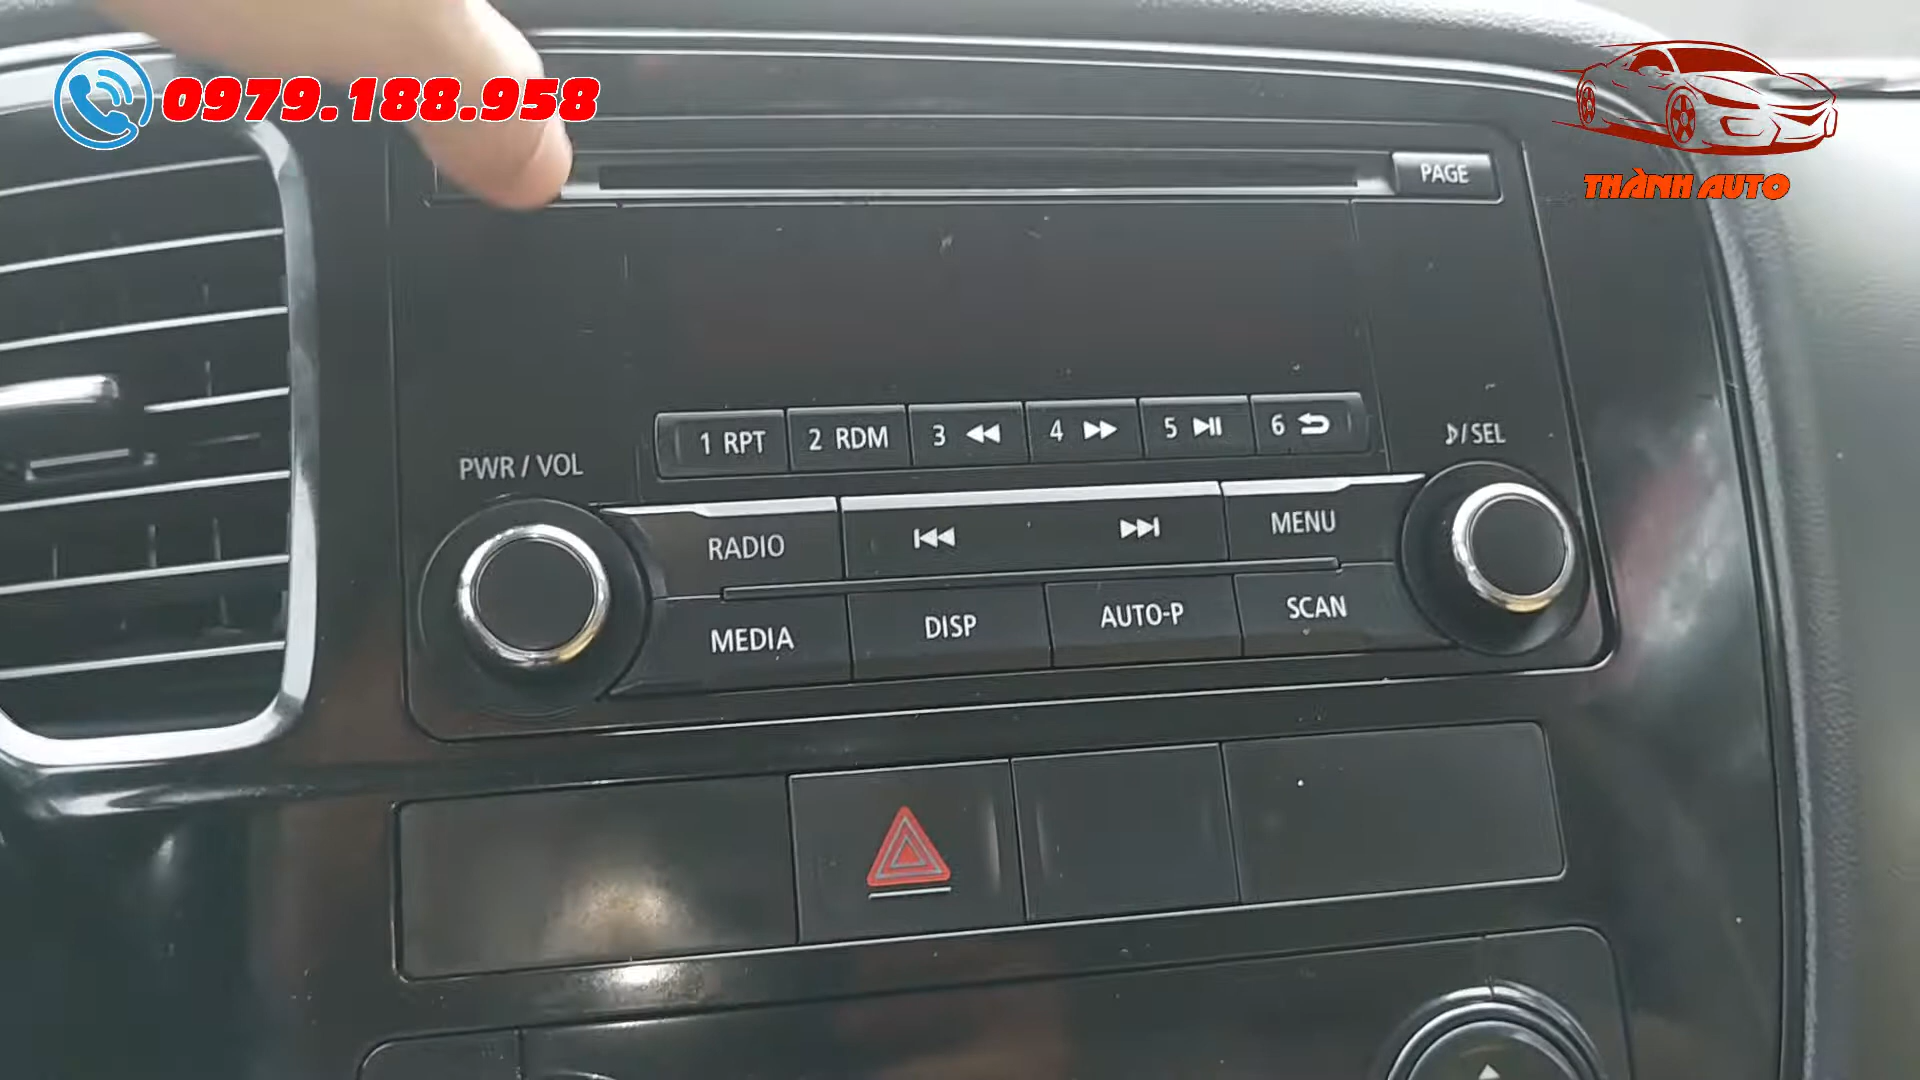 0979.188.958
THÀNH AUTO
PAGE
1 RPT
2 RDM
3
4
5
6
PWR / VOL
♪/SEL
RADIO
MENU
MEDIA
DISP
AUTO-P
SCAN